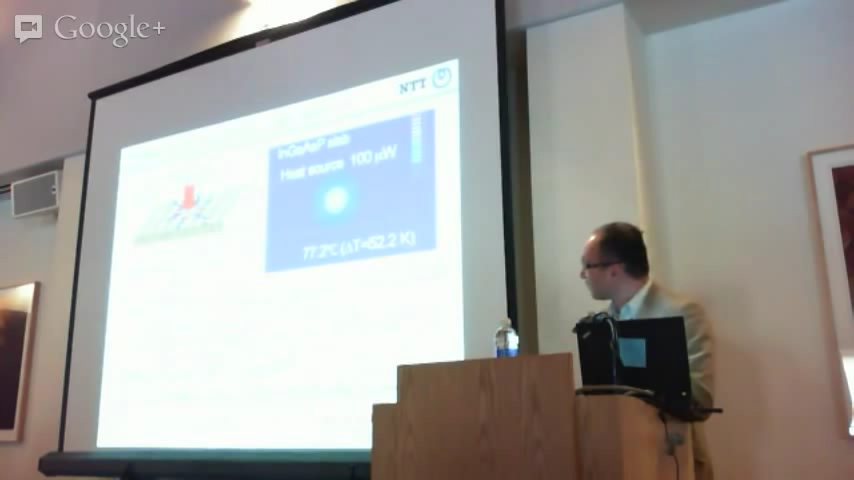 Google+
NTT
InGaAsP slab
Heat source 100 μW
77.2℃ (ΔT=52.2 K)